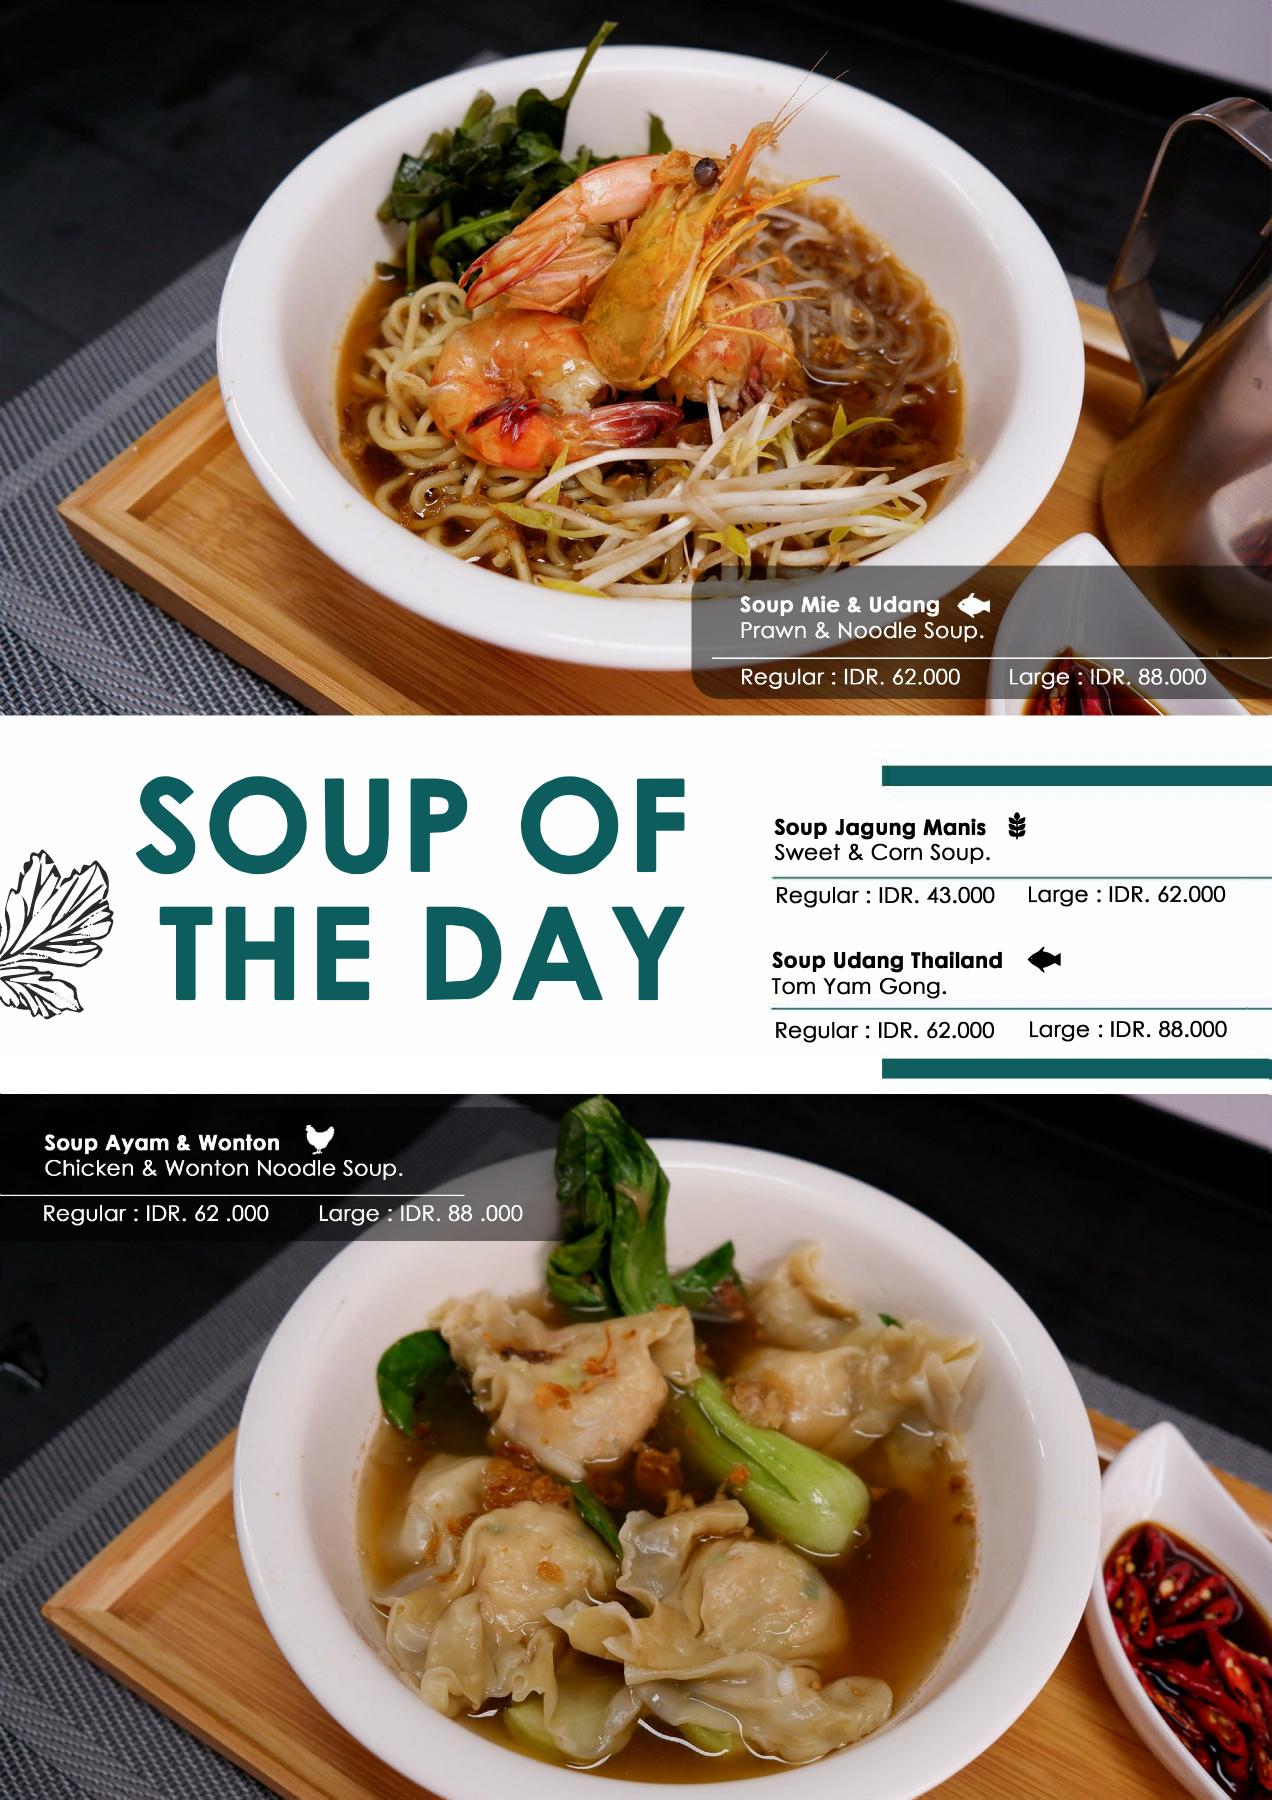 Soup Mie & Udang
Prawn & Noodle Soup.
Regular : IDR. 62.000 Large : IDR. 88.000
SOUP OF
THE DAY
Soup Jagung Manis
Sweet & Corn Soup.
Regular : IDR. 43.000 Large : IDR. 62.000
Soup Udang Thailand
Tom Yam Gong.
Regular : IDR. 62.000 Large : IDR. 88.000
Soup Ayam & Wonton
Chicken & Wonton Noodle Soup.
Regular : IDR. 62 .000 Large : IDR. 88 .000